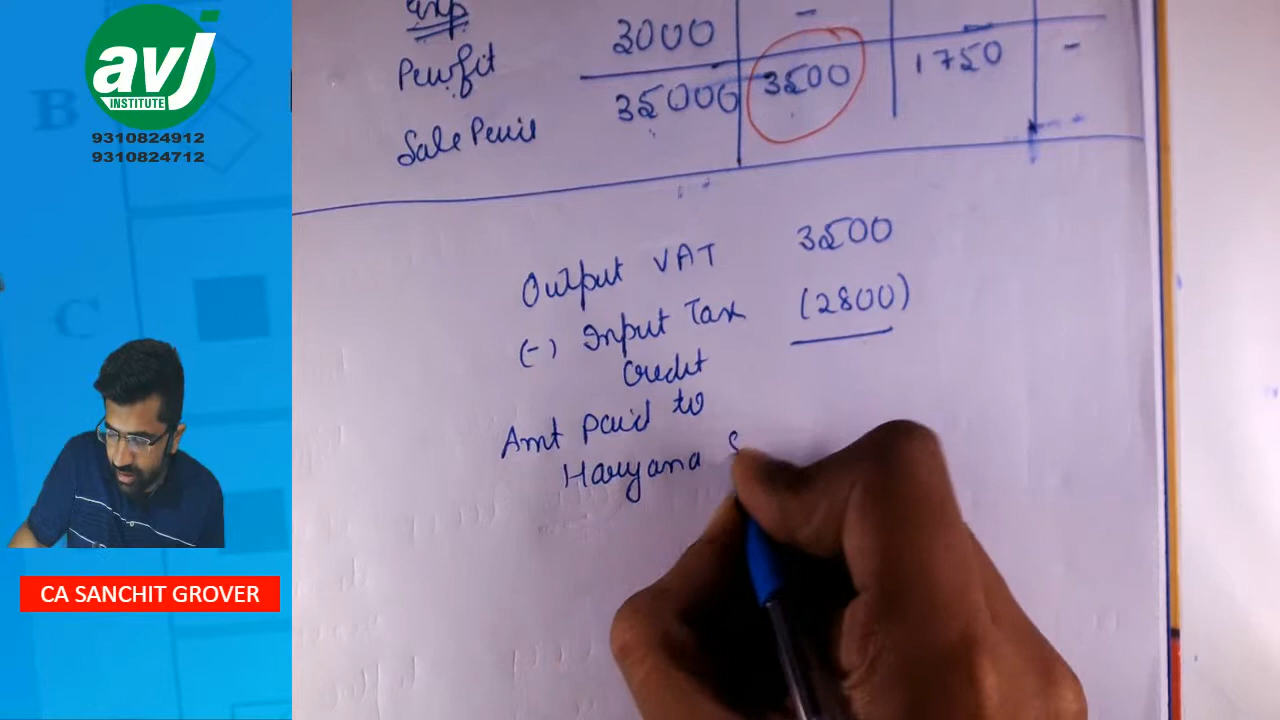 avj
INSTITUTE
9310824912
9310824712
B
C
CA SANCHIT GROVER
3000 -
Profit
35000 3500 1750 -
Sale Price
Output VAT 3500
(-) Input Tax (2800)
Credit
Amt paid to
Haryana S